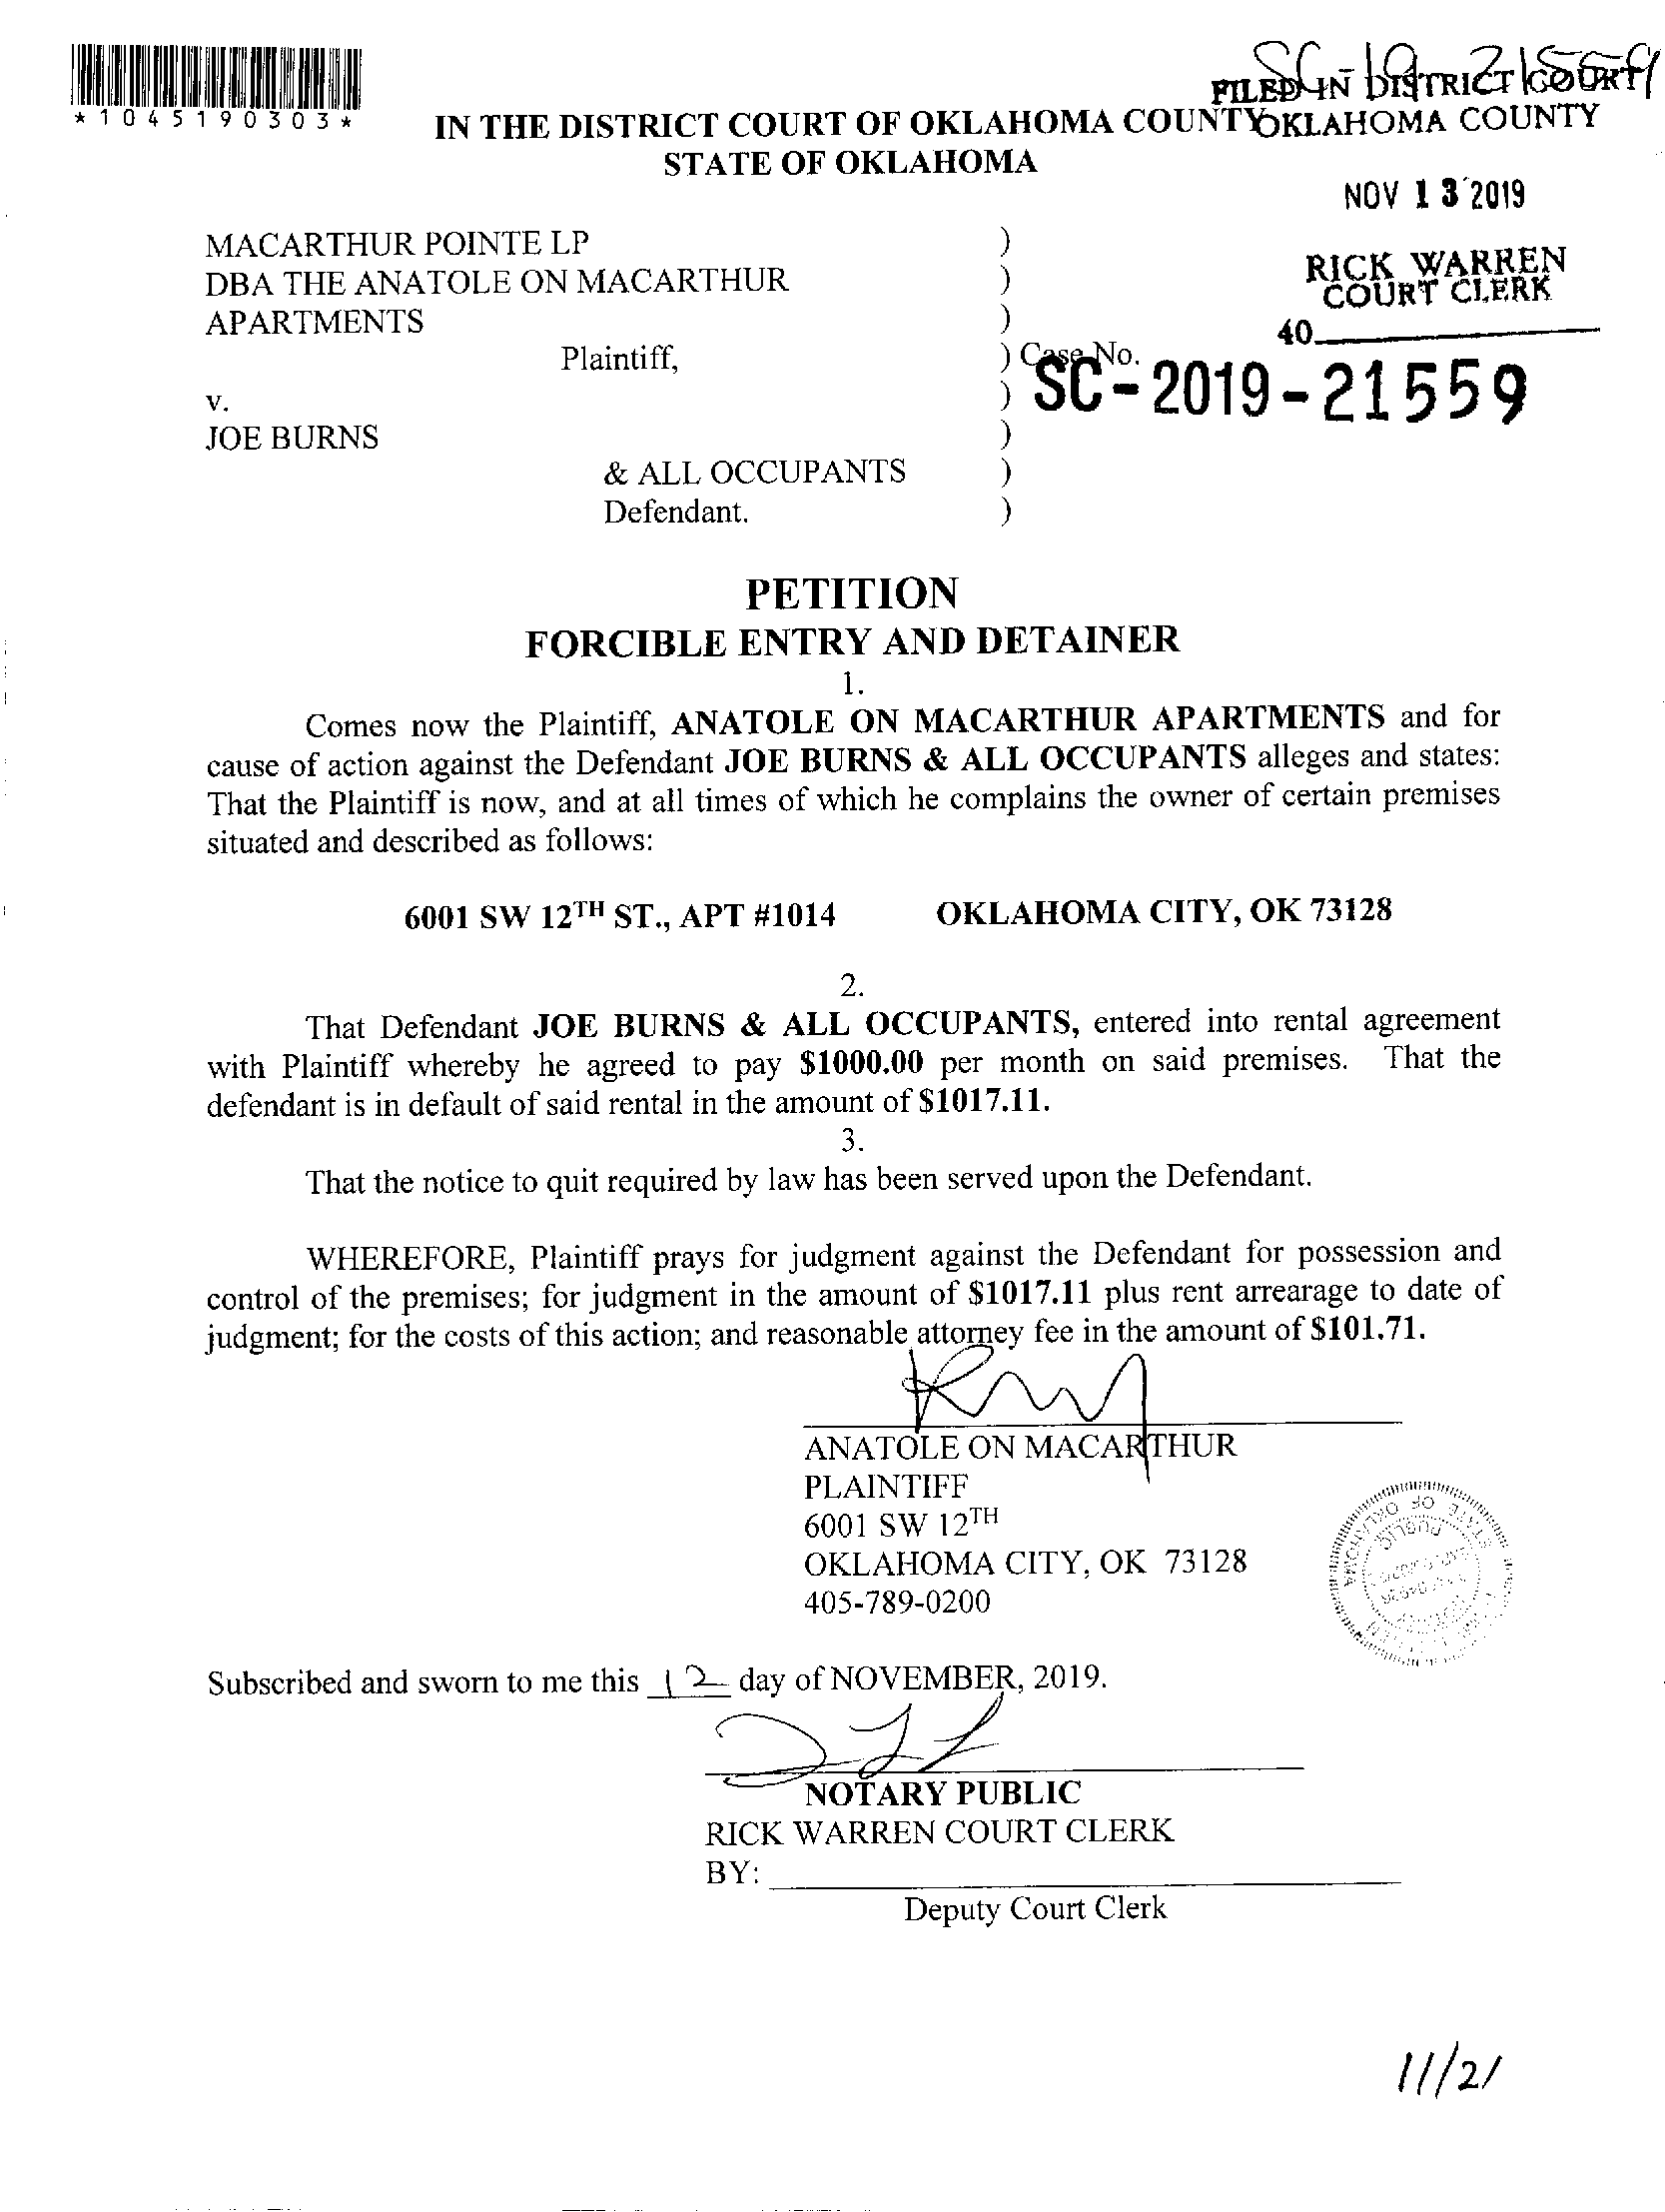 *1045190303*
SC-19-21559
FILED IN DISTRICT COURT
OKLAHOMA COUNTY
IN THE DISTRICT COURT OF OKLAHOMA COUNTY
STATE OF OKLAHOMA
NOV 13 2019
RICK WARREN
COURT CLERK
40
MACARTHUR POINTE LP )
DBA THE ANATOLE ON MACARTHUR )
APARTMENTS )
Plaintiff, ) Case No.
SC-2019-21559
v. )
JOE BURNS )
& ALL OCCUPANTS )
Defendant. )
PETITION
FORCIBLE ENTRY AND DETAINER
1.
Comes now the Plaintiff, ANATOLE ON MACARTHUR APARTMENTS and for
cause of action against the Defendant JOE BURNS & ALL OCCUPANTS alleges and states:
That the Plaintiff is now, and at all times of which he complains the owner of certain premises
situated and described as follows:
6001 SW 12TH ST., APT #1014 OKLAHOMA CITY, OK 73128
2.
That Defendant JOE BURNS & ALL OCCUPANTS, entered into rental agreement
with Plaintiff whereby he agreed to pay $1000.00 per month on said premises. That the
defendant is in default of said rental in the amount of $1017.11.
3.
That the notice to quit required by law has been served upon the Defendant.
WHEREFORE, Plaintiff prays for judgment against the Defendant for possession and
control of the premises; for judgment in the amount of $1017.11 plus rent arrearage to date of
judgment; for the costs of this action; and reasonable attorney fee in the amount of $101.71.
ANATOLE ON MACARTHUR
PLAINTIFF
6001 SW 12TH
OKLAHOMA CITY, OK 73128
405-789-0200
STATE OF OKLAHOMA
PUBLIC
Subscribed and sworn to me this 12 day of NOVEMBER, 2019.
NOTARY PUBLIC
RICK WARREN COURT CLERK
BY:
Deputy Court Clerk
11/21